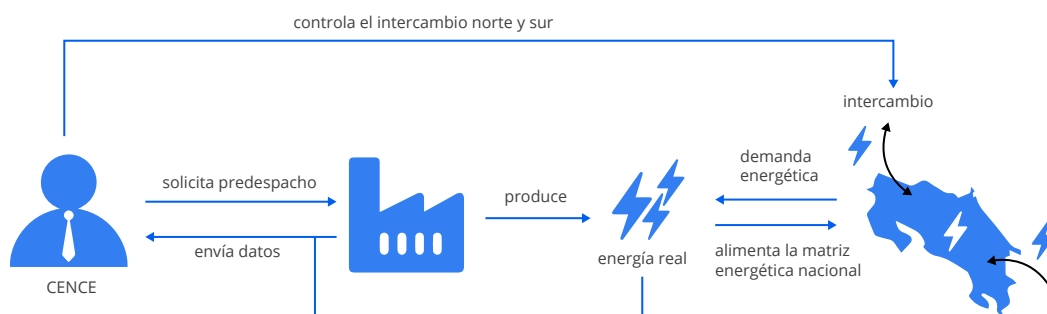 controla el intercambio norte y sur
intercambio
solicita predespacho
envía datos
CENCE
produce
energía real
demanda
energética
alimenta la matriz
energética nacional